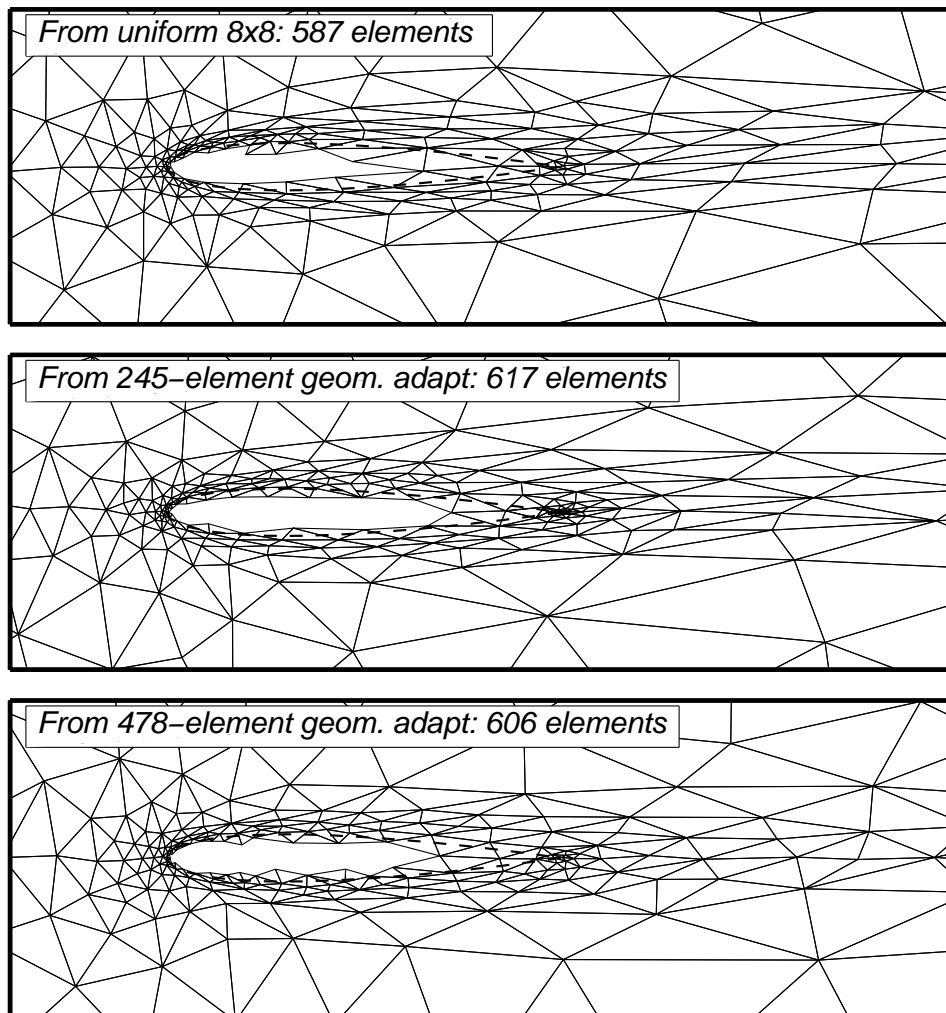 From uniform 8x8: 587 elements
From 245−element geom. adapt: 617 elements
From 478−element geom. adapt: 606 elements